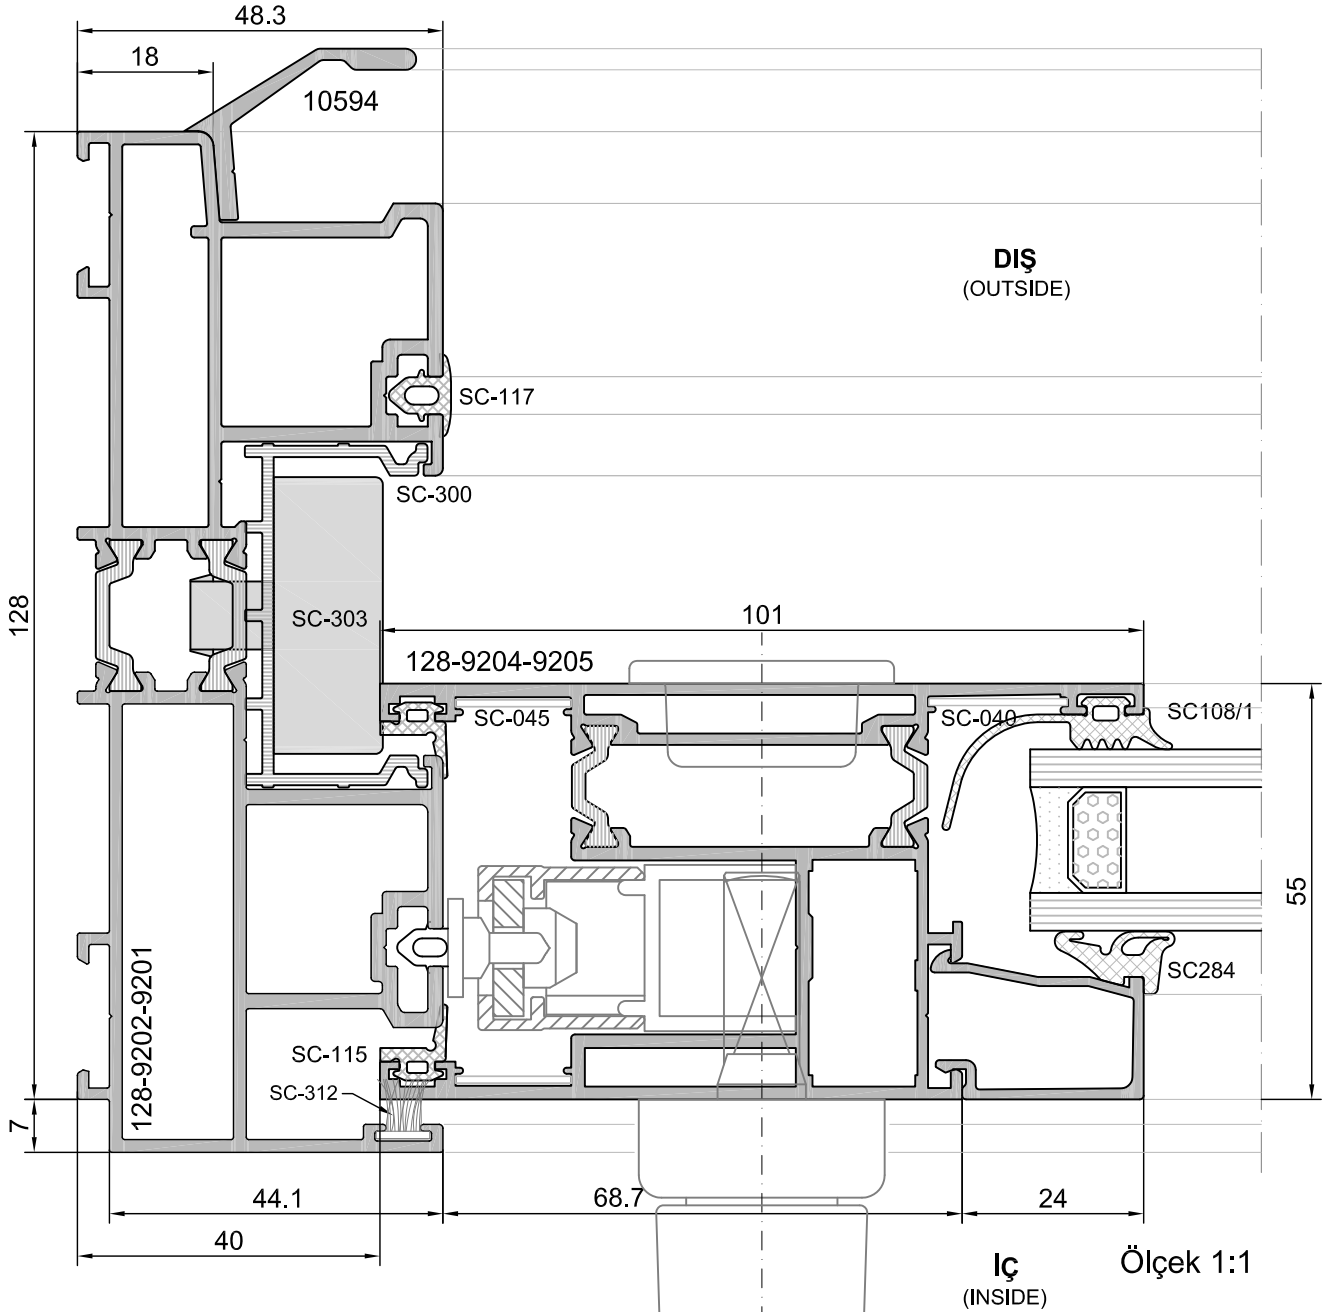 48.3
18
10594
DIŞ
(OUTSIDE)
SC-117
SC-300
128
SC-303
101
128-9204-9205
SC-045
SC-040
SC108/1
55
128-9202-9201
SC284
SC-115
SC-312
7
44.1
68.7
24
40
IÇ
(INSIDE)
Ölçek 1:1